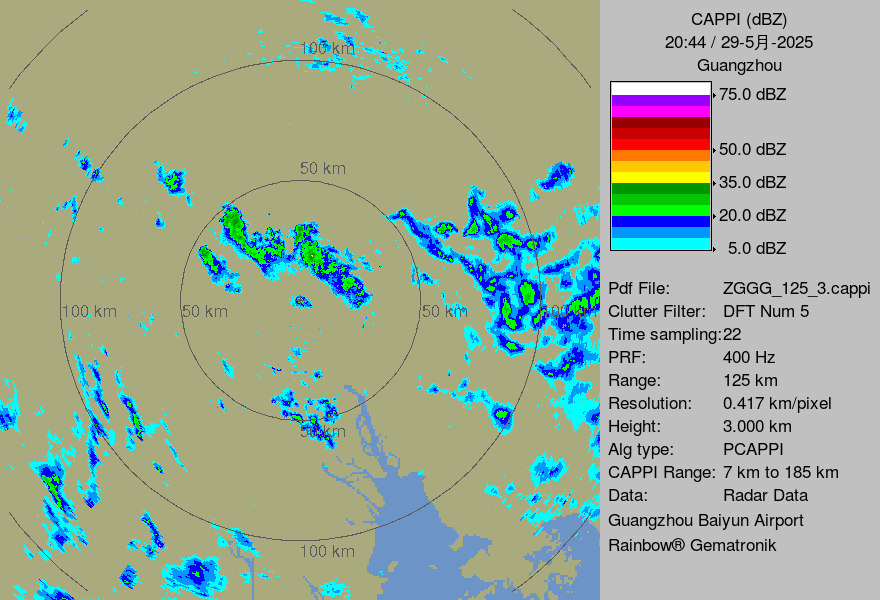 100 km
50 km
100 km
50 km
50 km
100 km
50 km
100 km
CAPPI (dBZ)
20:44 / 29-5月-2025
Guangzhou
75.0 dBZ
50.0 dBZ
35.0 dBZ
20.0 dBZ
5.0 dBZ
Pdf File: ZGGG_125_3.cappi
Clutter Filter: DFT Num 5
Time sampling:22
PRF: 400 Hz
Range: 125 km
Resolution: 0.417 km/pixel
Height: 3.000 km
Alg type: PCAPPI
CAPPI Range: 7 km to 185 km
Data: Radar Data
Guangzhou Baiyun Airport
Rainbow® Gematronik